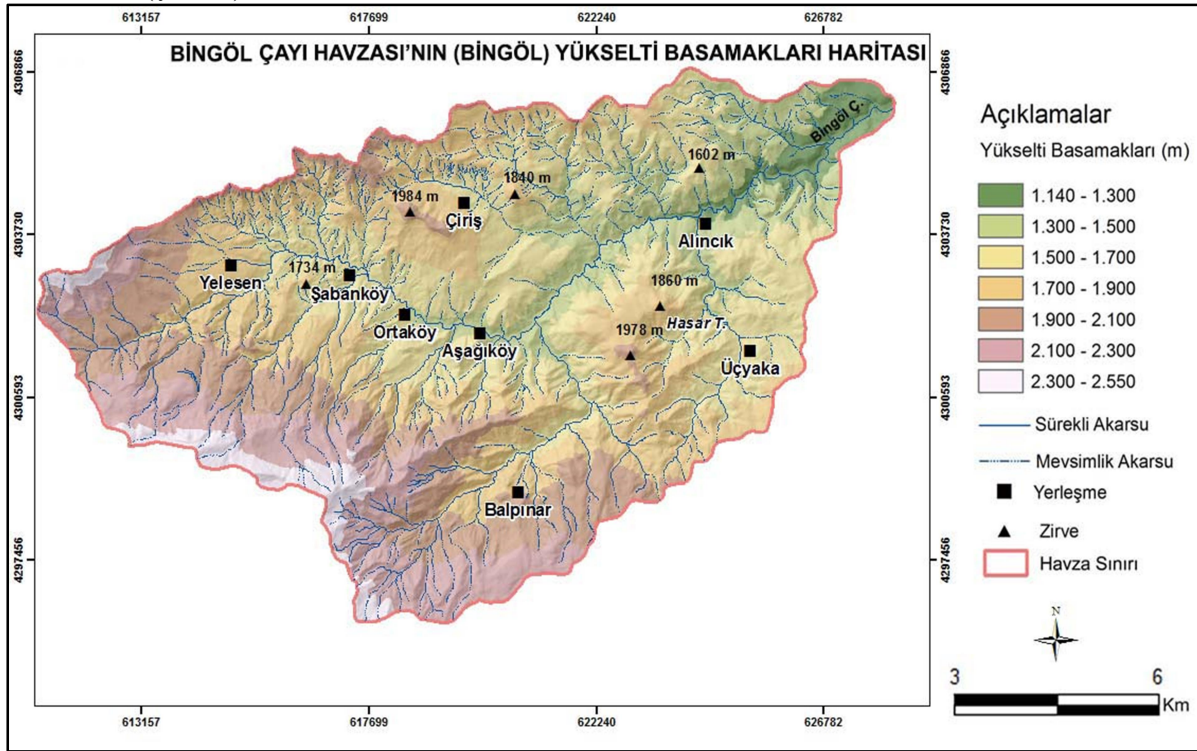 613157
617699
622240
626782
BİNGÖL ÇAYI HAVZASI'NIN (BİNGÖL) YÜKSELTİ BASAMAKLARI HARİTASI
4306866
4306866
Bingöl Ç.
1602 m
1840 m
1984 m
Çiriş
4303730
4303730
Alıncık
Yelesen
1734 m
Şabanköy
1860 m
Hasar T.
Ortaköy
Aşağıköy
1978 m
Üçyaka
4300593
4300593
Balpınar
4297456
4297456
613157
617699
622240
626782
Açıklamalar
Yükselti Basamakları (m)
1.140 - 1.300
1.300 - 1.500
1.500 - 1.700
1.700 - 1.900
1.900 - 2.100
2.100 - 2.300
2.300 - 2.550
Sürekli Akarsu
Mevsimlik Akarsu
Yerleşme
Zirve
Havza Sınırı
N
3
6
Km